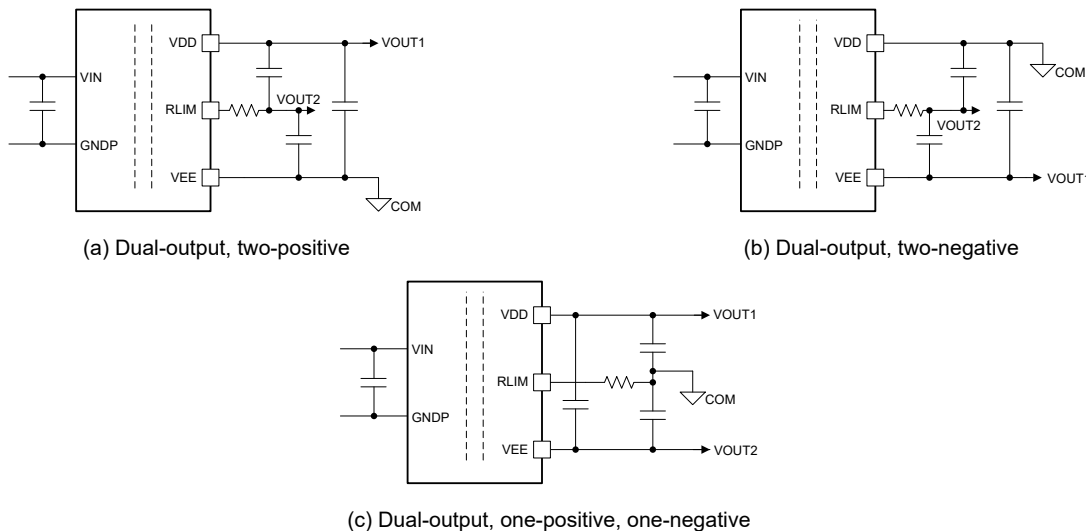 VDD
VOUT1
VIN
VOUT2
RLIM
GNDP
VEE
COM
(a) Dual-output, two-positive
VDD
COM
VIN
RLIM
VOUT2
GNDP
VEE
VOUT1
(b) Dual-output, two-negative
VDD
VOUT1
VIN
RLIM
COM
GNDP
VEE
VOUT2
(c) Dual-output, one-positive, one-negative